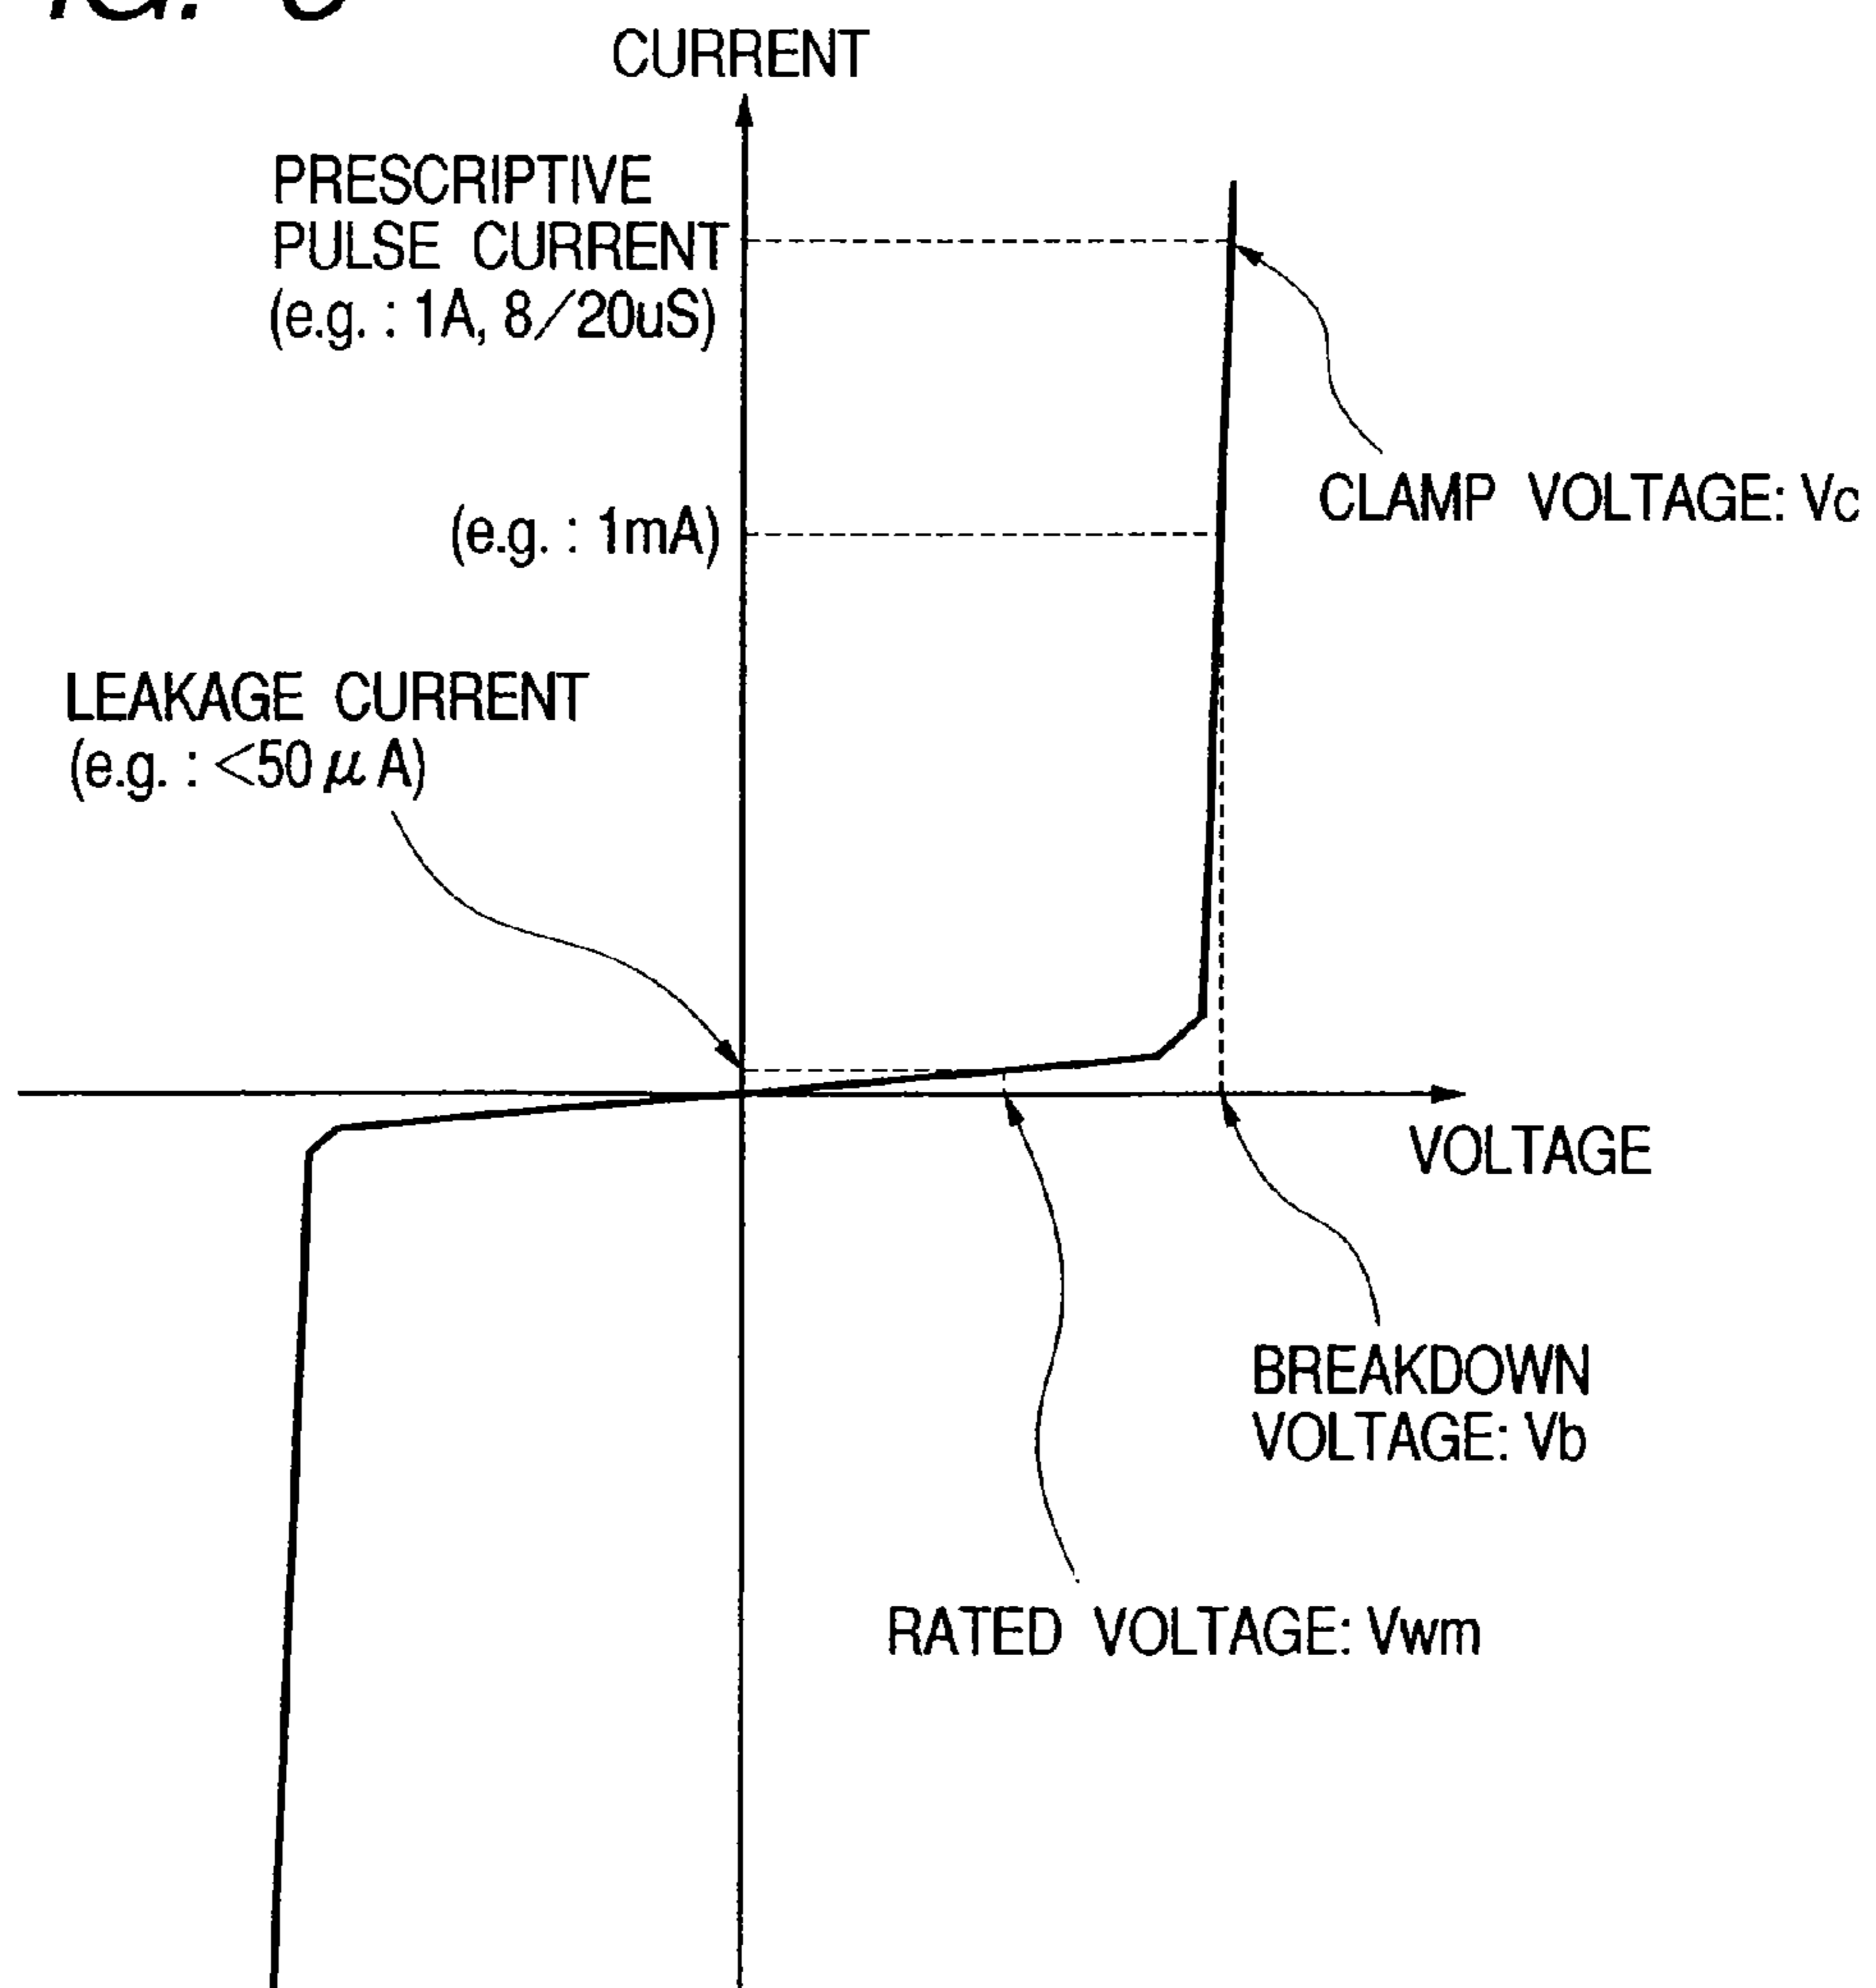 CURRENT
PRESCRIPTIVE
PULSE CURRENT
(e.g. : 1A, 8/20uS)
CLAMP VOLTAGE: Vc
(e.g. : 1mA)
LEAKAGE CURRENT
(e.g. : <50μA)
VOLTAGE
BREAKDOWN
VOLTAGE: Vb
RATED VOLTAGE: Vwm